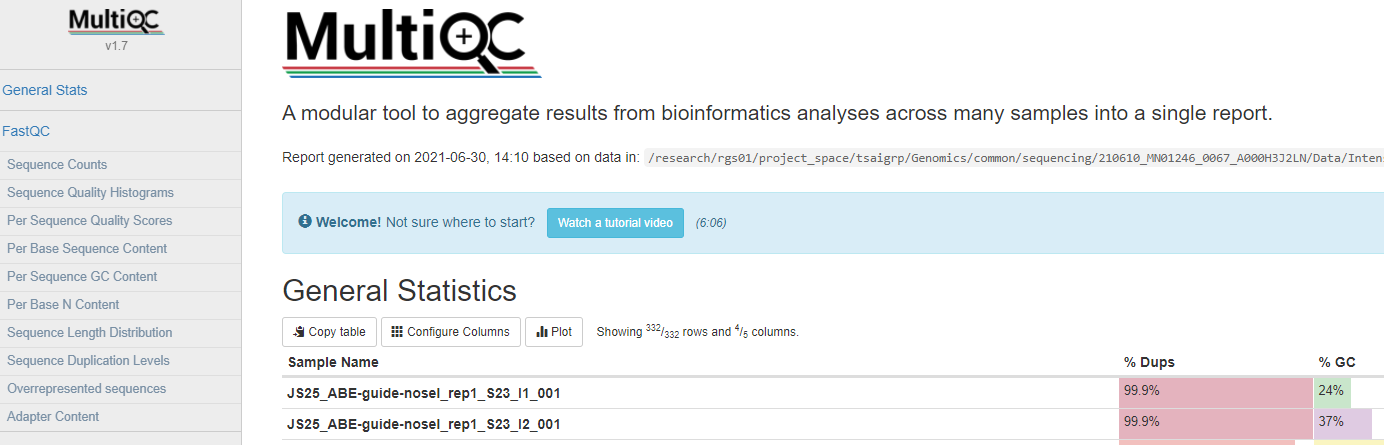 MultiQC
v1.7
General Stats
FastQC
Sequence Counts
Sequence Quality Histograms
Per Sequence Quality Scores
Per Base Sequence Content
Per Sequence GC Content
Per Base N Content
Sequence Length Distribution
Sequence Duplication Levels
Overrepresented sequences
Adapter Content
MultiQC
A modular tool to aggregate results from bioinformatics analyses across many samples into a single report.
Report generated on 2021-06-30, 14:10 based on data in: /research/rgs01/project_space/tsaigrp/Genomics/common/sequencing/210610_MN01246_0067_A000H3J2LN/Data/Inten
Welcome! Not sure where to start? Watch a tutorial video (6:06)
General Statistics
Copy table Configure Columns Plot Showing 332/332 rows and 4/5 columns.
Sample Name % Dups % GC
JS25_ABE-guide-nosel_rep1_S23_I1_001 99.9% 24%
JS25_ABE-guide-nosel_rep1_S23_I2_001 99.9% 37%